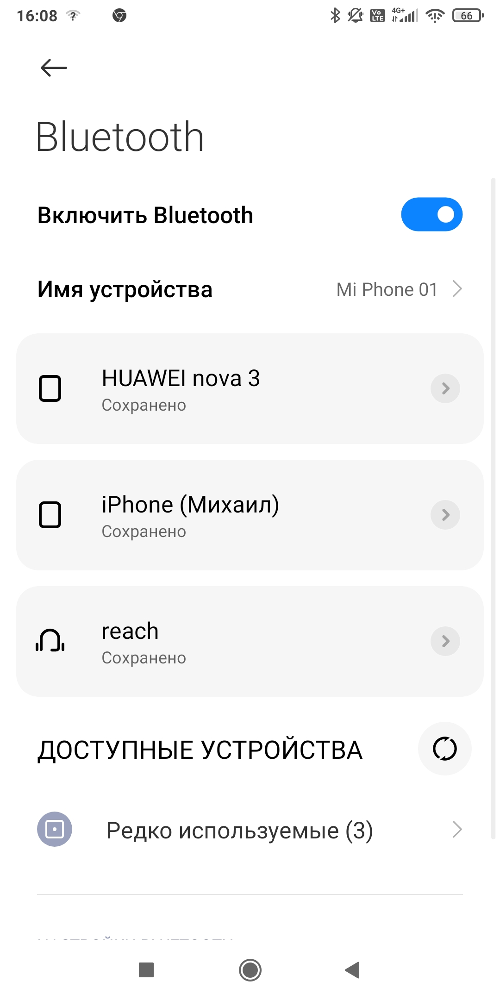 16:08
Vo LTE
4G+
66
Bluetooth
Включить Bluetooth
Имя устройства
Mi Phone 01
HUAWEI nova 3
Сохранено
iPhone (Михаил)
Сохранено
reach
Сохранено
ДОСТУПНЫЕ УСТРОЙСТВА
Редко используемые (3)